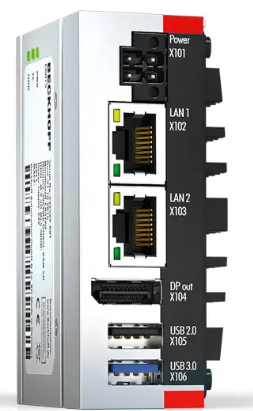 Power
X101
LAN 1
X102
LAN 2
X103
DP out
X104
USB 2.0
X105
USB 3.0
X106
BECKHOFF